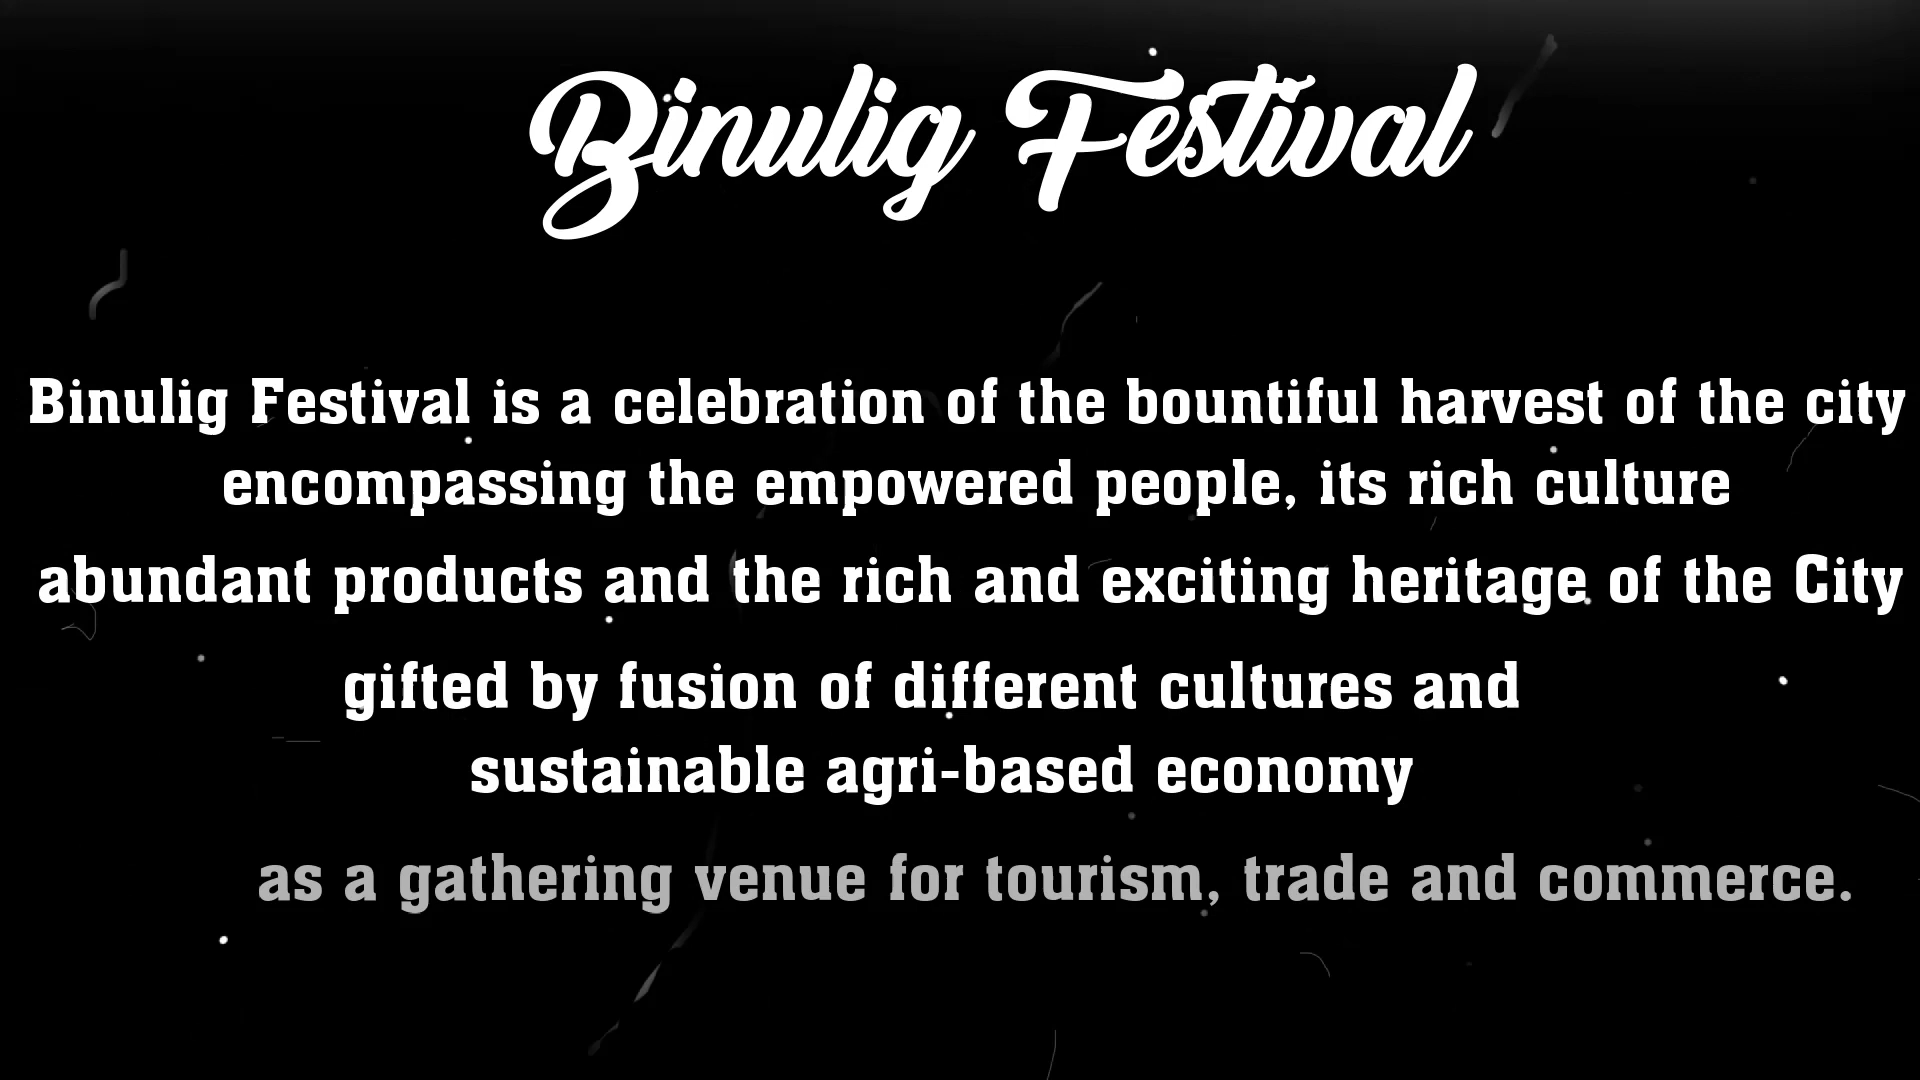 Binulig Festival
Binulig Festival is a celebration of the bountiful harvest of the city
encompassing the empowered people, its rich culture
abundant products and the rich and exciting heritage of the City
gifted by fusion of different cultures and
sustainable agri-based economy
as a gathering venue for tourism, trade and commerce.